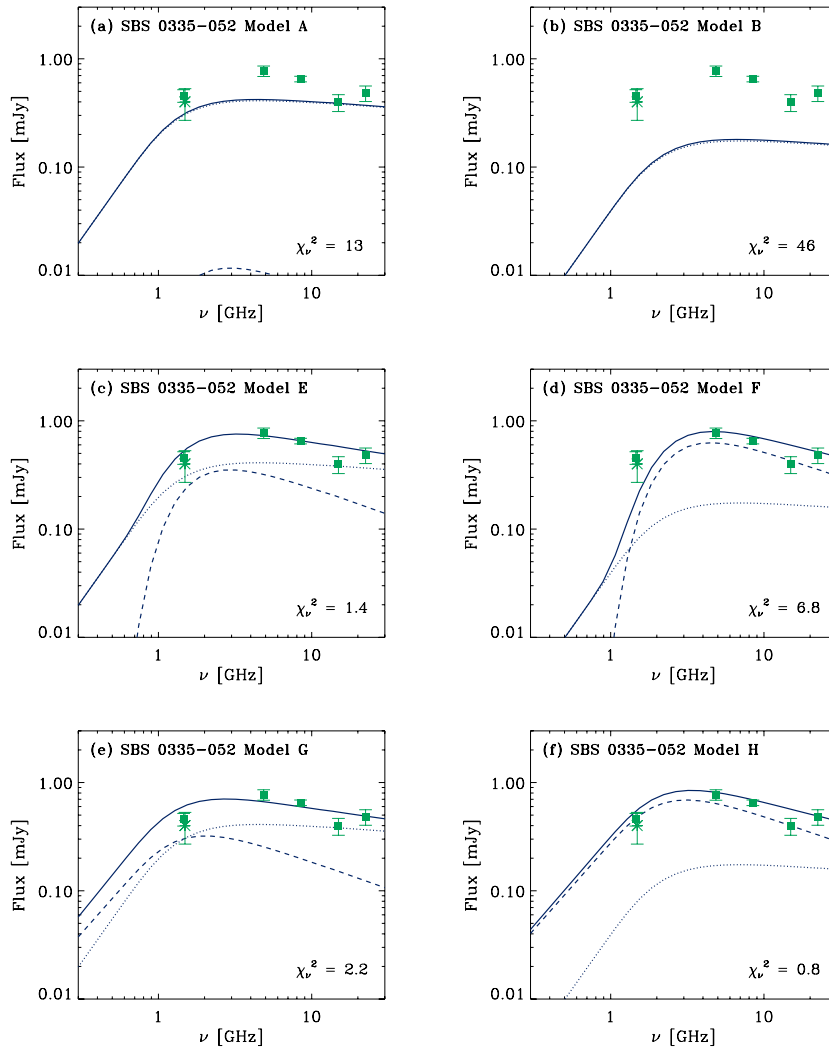 (a) SBS 0335-052 Model A
1.00
0.10
0.01
Flux [mJy]
χν² = 13
1
10
ν [GHz]
(b) SBS 0335-052 Model B
1.00
0.10
0.01
Flux [mJy]
χν² = 46
1
10
ν [GHz]
(c) SBS 0335-052 Model E
1.00
0.10
0.01
Flux [mJy]
χν² = 1.4
1
10
ν [GHz]
(d) SBS 0335-052 Model F
1.00
0.10
0.01
Flux [mJy]
χν² = 6.8
1
10
ν [GHz]
(e) SBS 0335-052 Model G
1.00
0.10
0.01
Flux [mJy]
χν² = 2.2
1
10
ν [GHz]
(f) SBS 0335-052 Model H
1.00
0.10
0.01
Flux [mJy]
χν² = 0.8
1
10
ν [GHz]